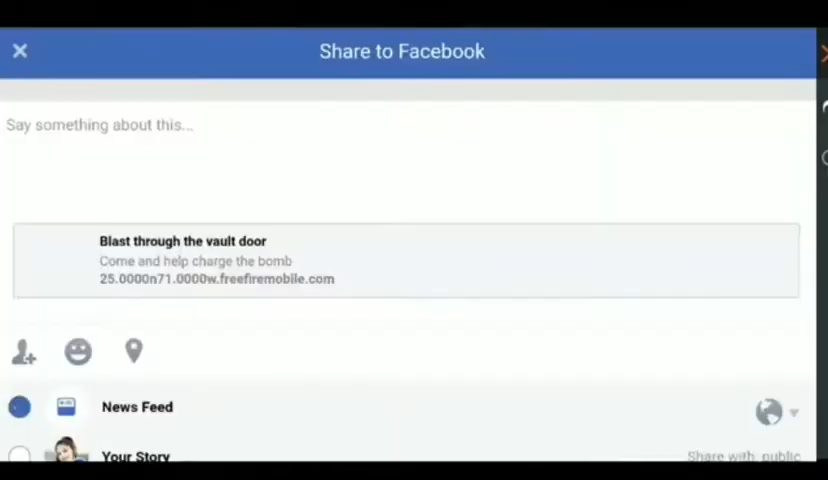 Share to Facebook
Say something about this...
Blast through the vault door
Come and help charge the bomb
25.0000n71.0000w.freefiremobile.com
News Feed
Your Story
Share with, public